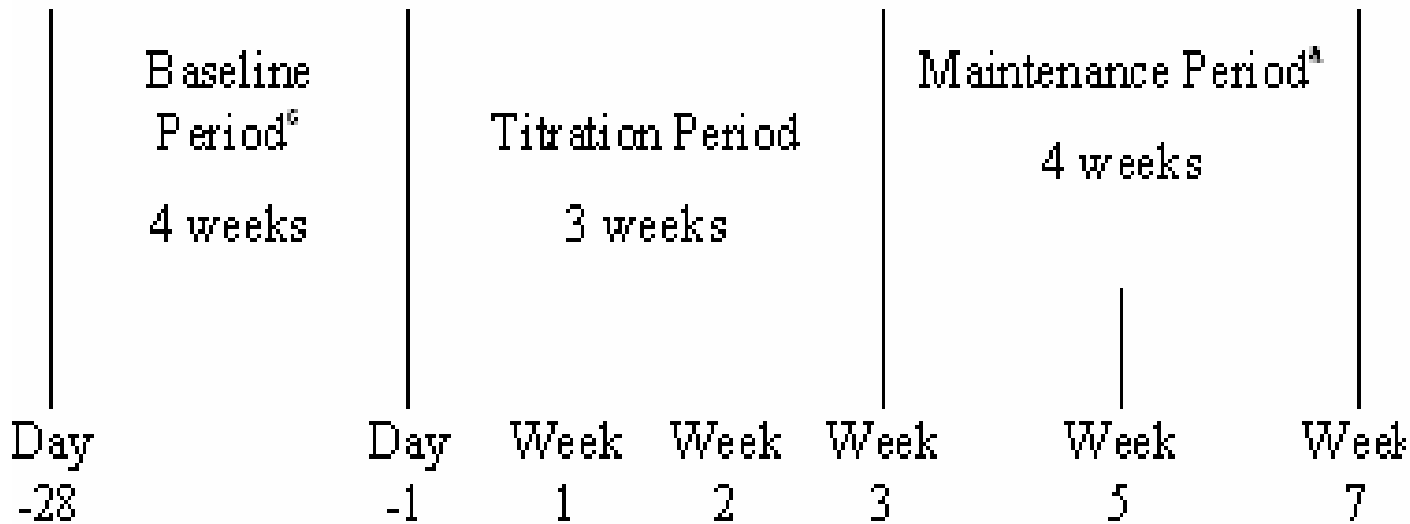 Baseline
Period^c
4 weeks
Titration Period
3 weeks
Maintenance Period^a
4 weeks
Day Day Week Week Week Week Week
-28 -1 1 2 3 5 7